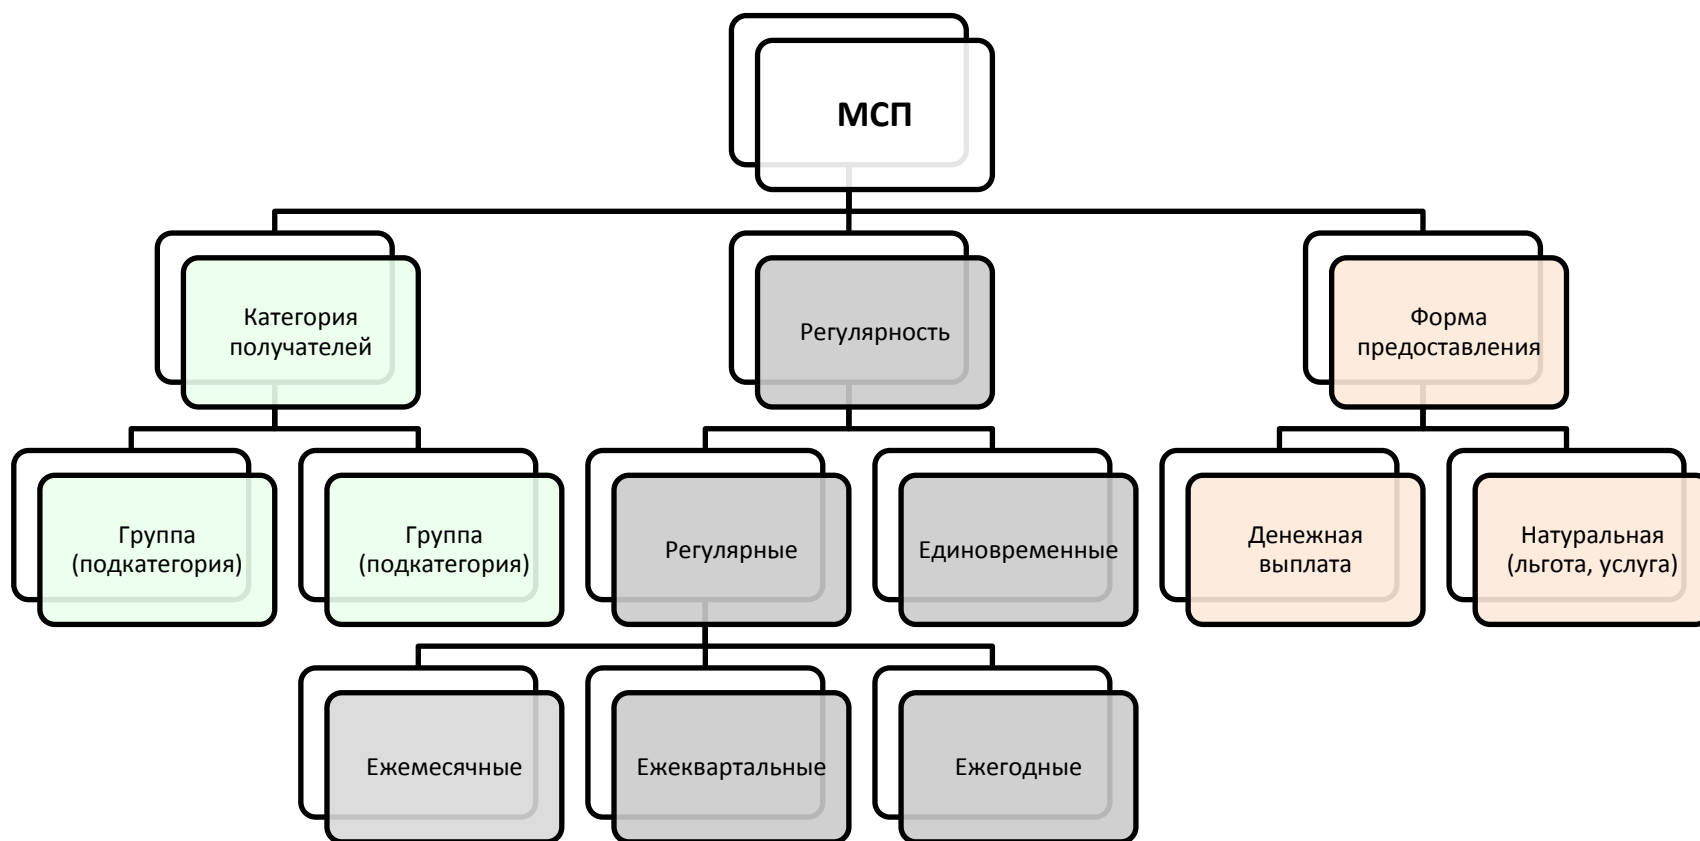 МСП
Категория
получателей
Регулярность
Форма
предоставления
Группа
(подкатегория)
Группа
(подкатегория)
Регулярные
Единовременные
Денежная
выплата
Натуральная
(льгота, услуга)
Ежемесячные
Ежеквартальные
Ежегодные